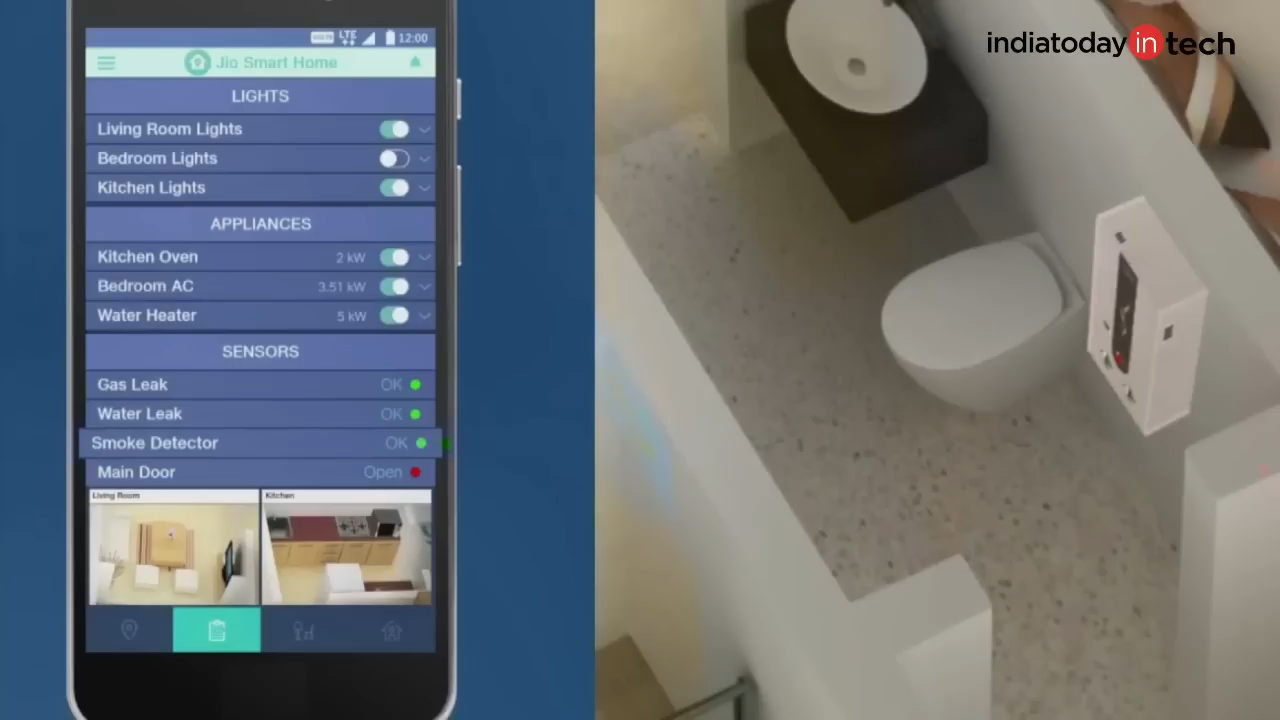 LTE
12:00
Jio Smart Home
LIGHTS
Living Room Lights
Bedroom Lights
Kitchen Lights
APPLIANCES
Kitchen Oven 2 kW
Bedroom AC 3.51 kW
Water Heater 5 kW
SENSORS
Gas Leak OK
Water Leak OK
Smoke Detector OK
Main Door Open
Living Room Kitchen
indiatoday in tech